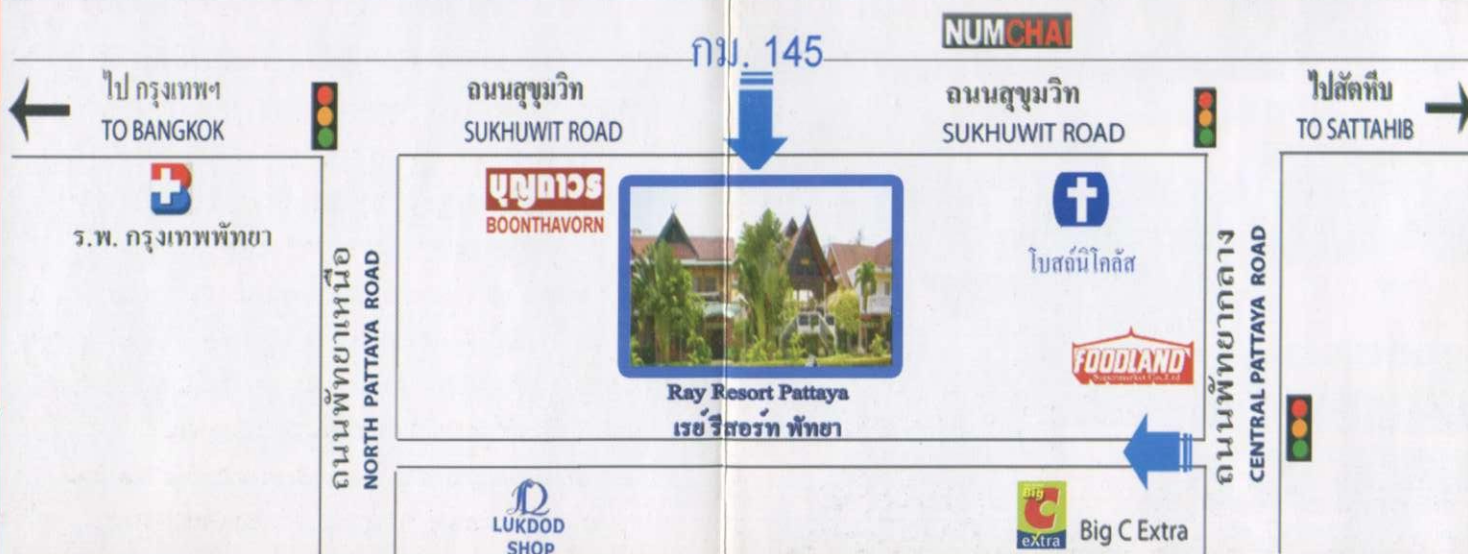 NUMCHAI
กม. 145
ไป กรุงเทพฯ
TO BANGKOK
ถนนสุขุมวิท
SUKHUWIT ROAD
ถนนสุขุมวิท
SUKHUWIT ROAD
ไปสัตหีบ
TO SATTAHIB
ร.พ. กรุงเทพพัทยา
ถนนพัทยาเหนือ
NORTH PATTAYA ROAD
บุญถาวร
BOONTHAVORN
Ray Resort Pattaya
เรย์ รีสอร์ท พัทยา
โบสถ์นิโคลัส
FOODLAND
Supermarket Co.,Ltd
ถนนพัทยากลาง
CENTRAL PATTAYA ROAD
LUKDOD
SHOP
Big
C
eXtra
Big C Extra